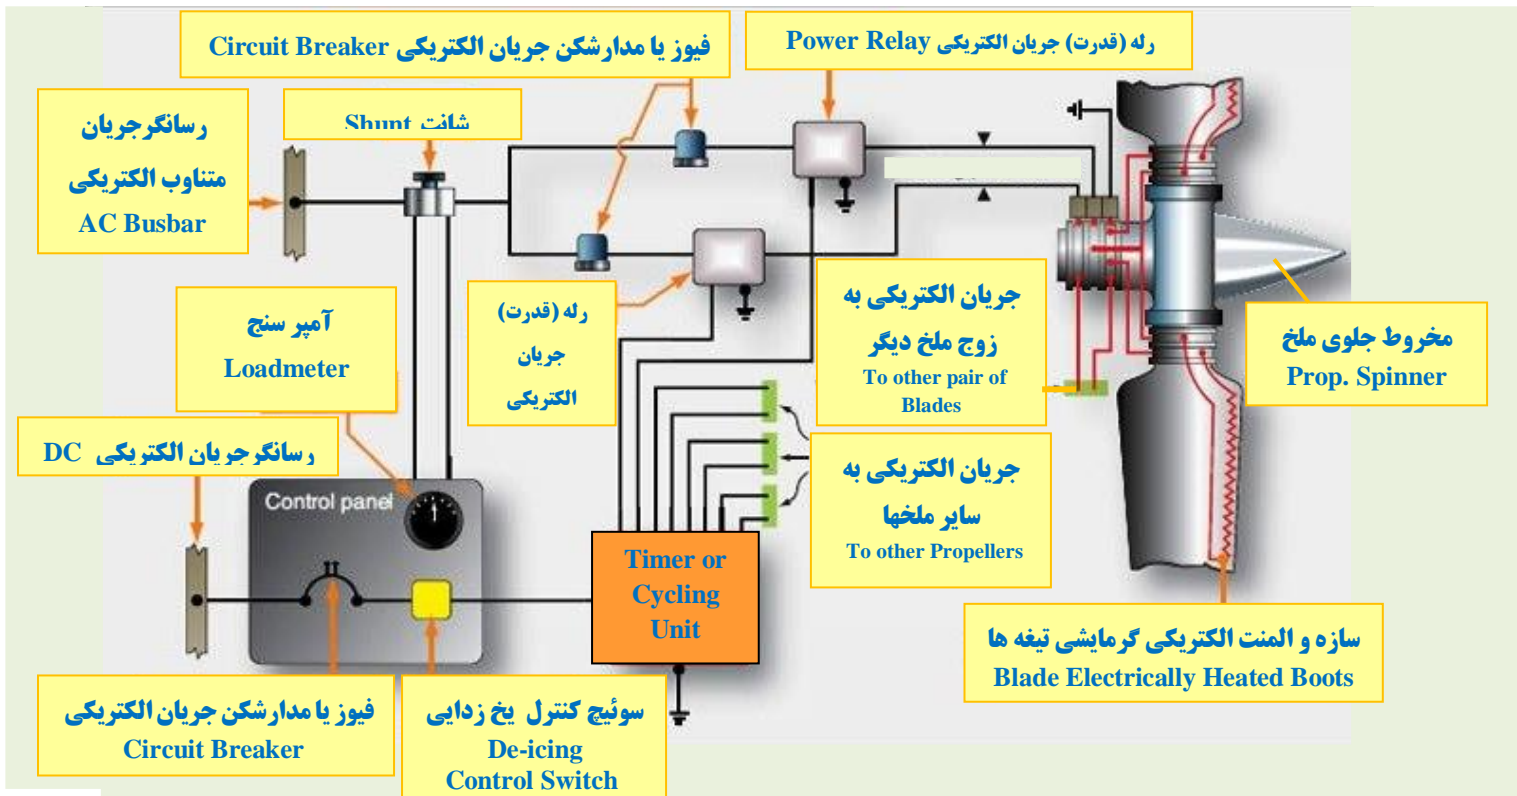 فیوز یا مدارشکن جریان الکتریکی Circuit Breaker
رله (قدرت) جریان الکتریکی Power Relay
رسانگرجریان
متناوب الکتریکی
AC Busbar
شانت Shunt
آمپر سنج
Loadmeter
رله (قدرت)
جریان
الکتریکی
جریان الکتریکی به
زوج ملخ دیگر
To other pair of
Blades
مخروط جلوی ملخ
Prop. Spinner
رسانگرجریان الکتریکی DC
Control panel
جریان الکتریکی به
سایر ملخها
To other Propellers
Timer or
Cycling
Unit
سازه و المنت الکتریکی گرمایشی تیغه ها
Blade Electrically Heated Boots
فیوز یا مدارشکن جریان الکتریکی
Circuit Breaker
سوئیچ کنترل یخ زدایی
De-icing
Control Switch